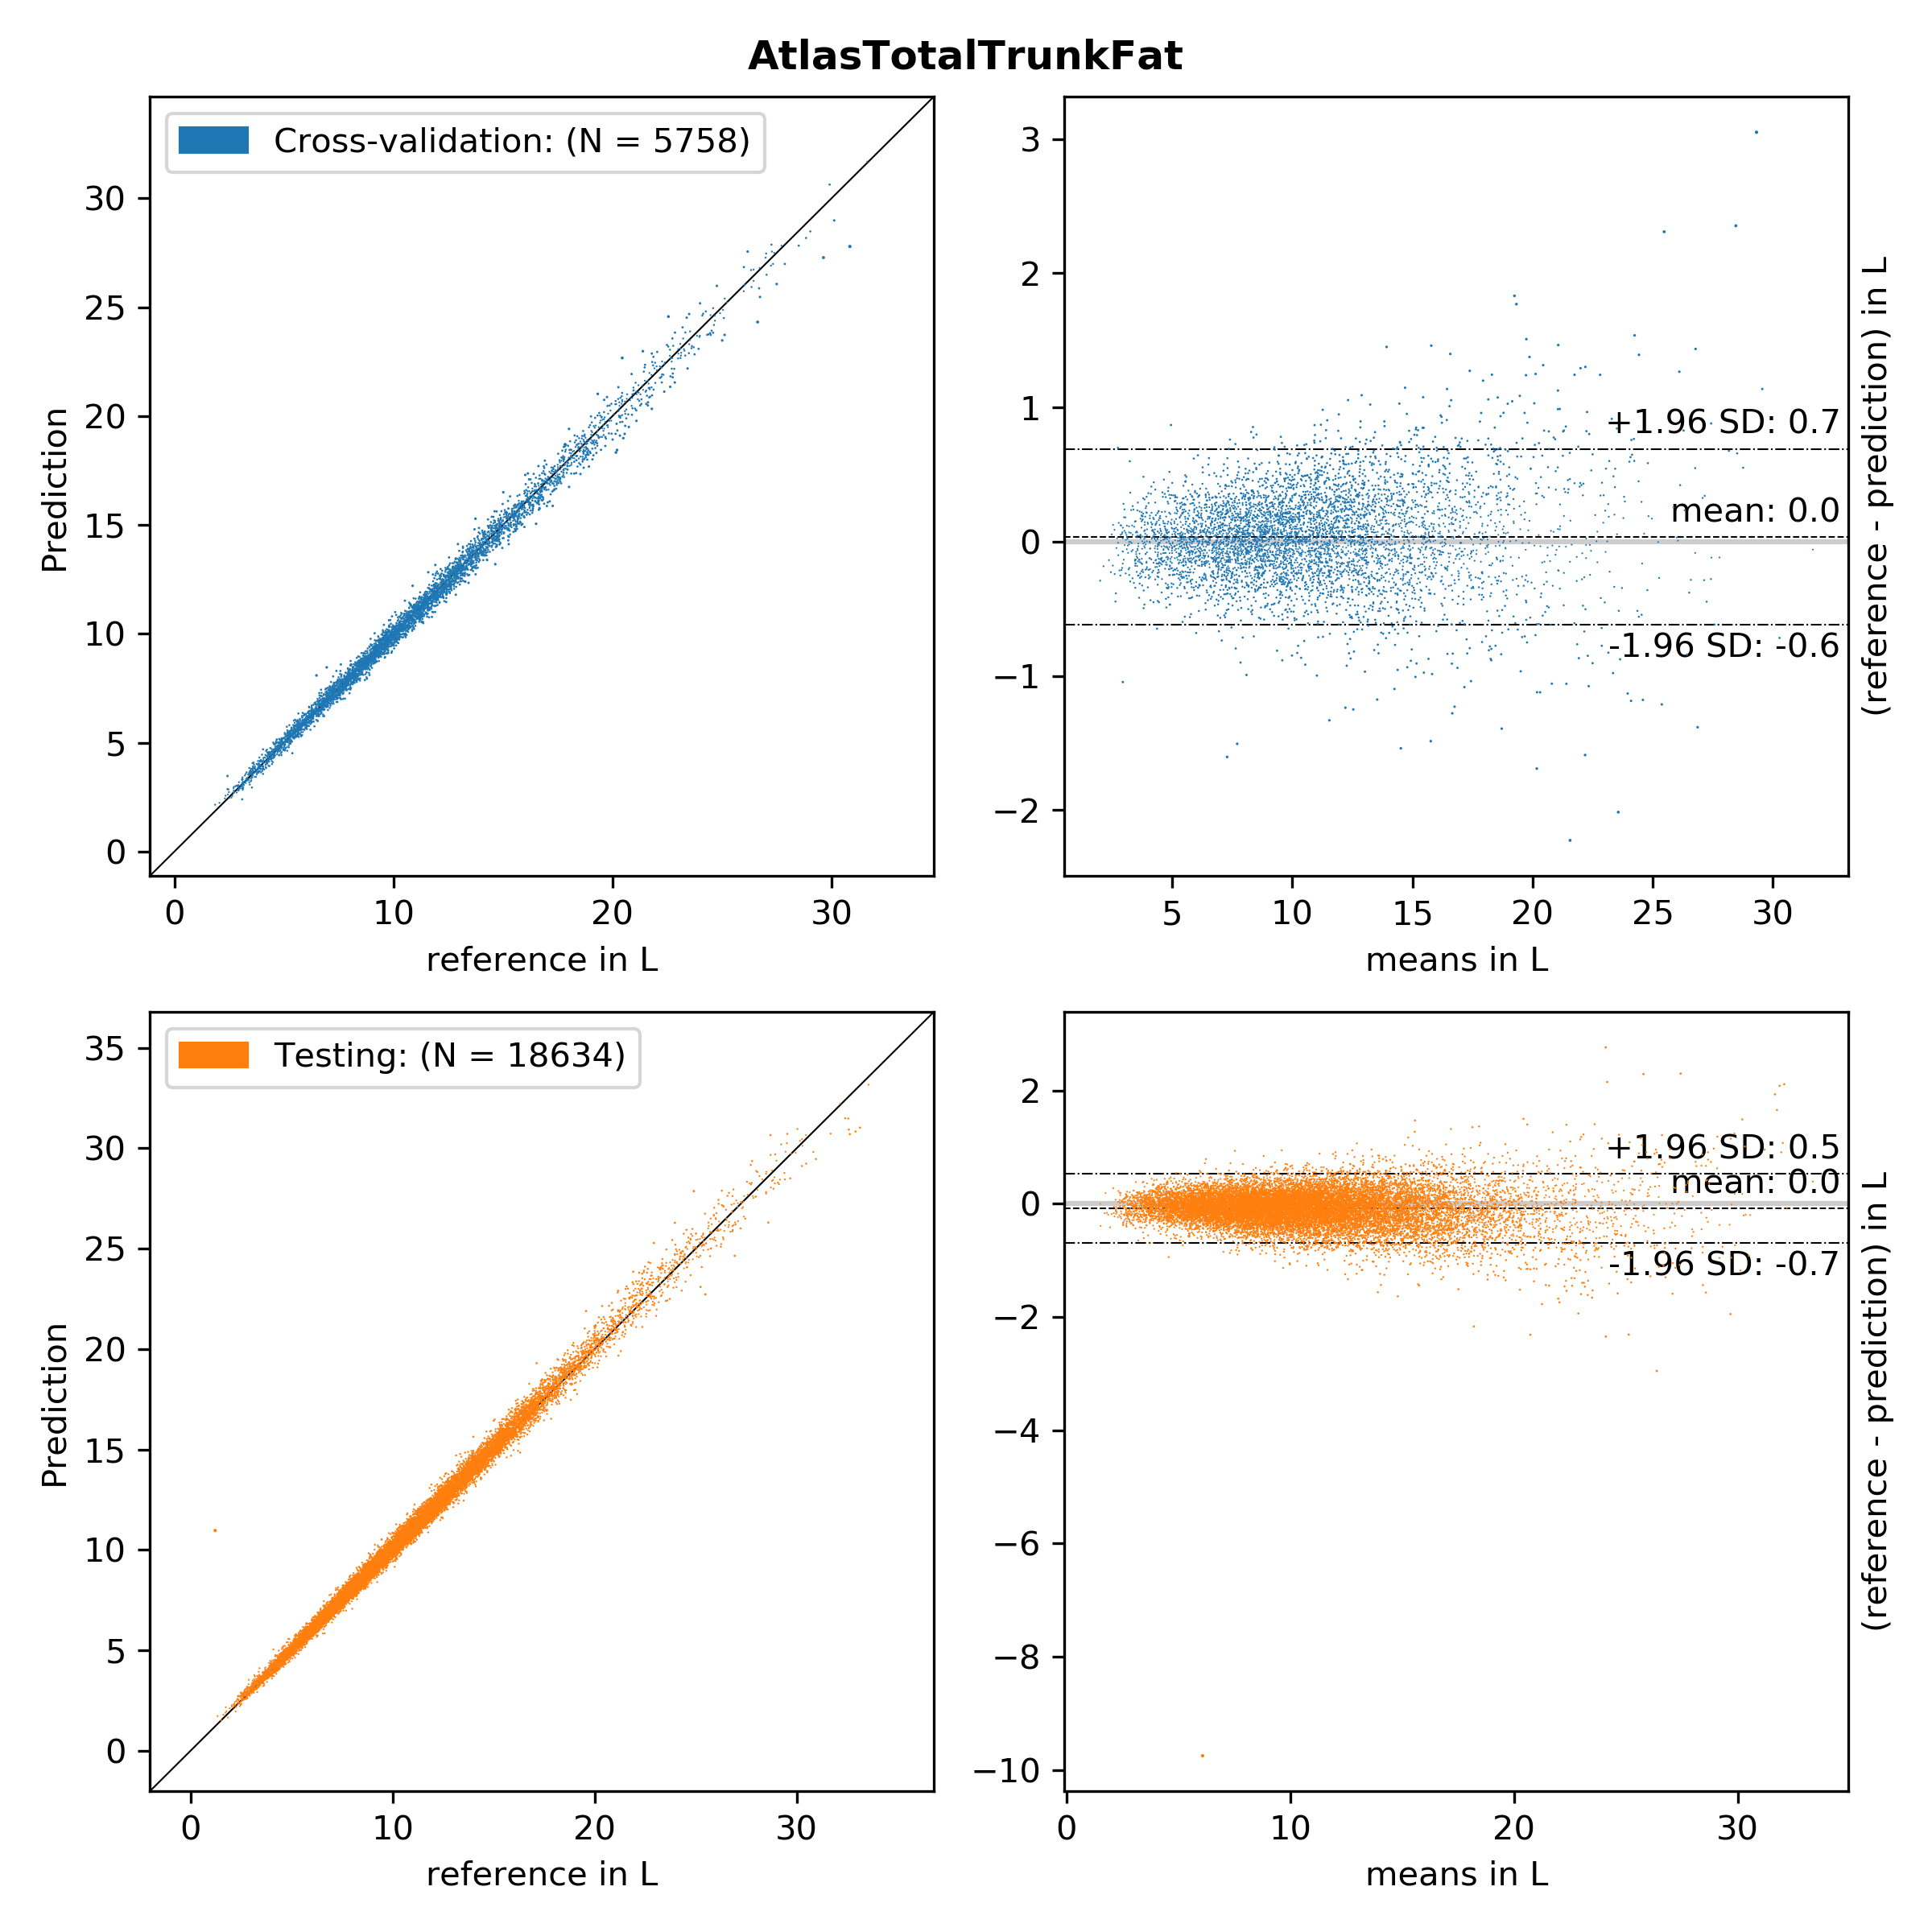 AtlasTotalTrunkFat
Cross-validation: (N = 5758)
30
25
20
15
10
5
0
Prediction
0 10 20 30
reference in L
3
2
1
0
−1
−2
+1.96 SD: 0.7
mean: 0.0
-1.96 SD: -0.6
(reference - prediction) in L
5 10 15 20 25 30
means in L
Testing: (N = 18634)
35
30
25
20
15
10
5
0
Prediction
0 10 20 30
reference in L
2
0
−2
−4
−6
−8
−10
+1.96 SD: 0.5
mean: 0.0
-1.96 SD: -0.7
(reference - prediction) in L
0 10 20 30
means in L